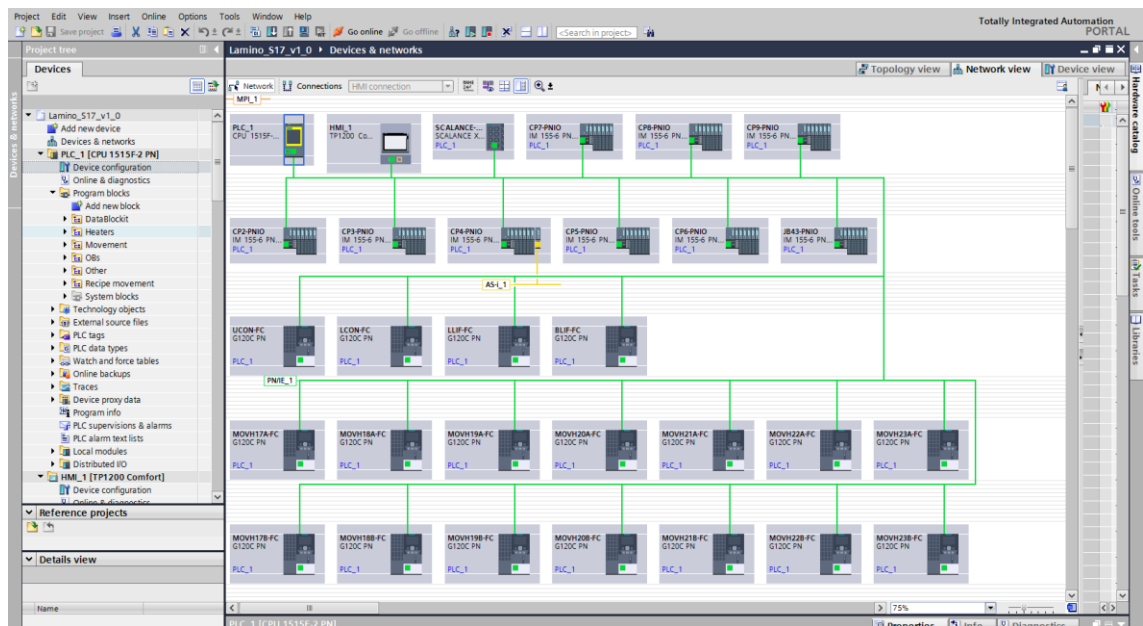 Project Edit View Insert Online Options Tools Window Help
Totally Integrated Automation
PORTAL
Save project
Go online
Go offline
<Search in project>
Project tree
Lamino_S17_v1_0 Devices & networks
Devices
Topology view Network view Device view
Network Connections HMI connection
MPI_1
Devices & networks
Lamino_S17_v1_0
Add new device
Devices & networks
PLC_1 [CPU 1515F-2 PN]
Device configuration
Online & diagnostics
Program blocks
Add new block
DataBlockit
Heaters
Movement
OBs
Other
Recipe movement
System blocks
Technology objects
External source files
PLC tags
PLC data types
Watch and force tables
Online backups
Traces
Device proxy data
Program info
PLC supervisions & alarms
PLC alarm text lists
Local modules
Distributed I/O
HMI_1 [TP1200 Comfort]
Device configuration
Online & diagnostics
Reference projects
Details view
Name
PLC_1
CPU 1515F-...
HMI_1
TP1200 Co...
SCALANCE-...
SCALANCE X...
PLC_1
CP7-PNIO
IM 155-6 PN...
PLC_1
CP8-PNIO
IM 155-6 PN...
PLC_1
CP9-PNIO
IM 155-6 PN...
PLC_1
CP2-PNIO
IM 155-6 PN...
PLC_1
CP3-PNIO
IM 155-6 PN...
PLC_1
CP4-PNIO
IM 155-6 PN...
PLC_1
CP5-PNIO
IM 155-6 PN...
PLC_1
CP6-PNIO
IM 155-6 PN...
PLC_1
JB43-PNIO
IM 155-6 PN...
PLC_1
AS-i_1
UCON-FC
G120C PN
PLC_1
LCON-FC
G120C PN
PLC_1
LLIF-FC
G120C PN
PLC_1
BLIF-FC
G120C PN
PLC_1
PN/IE_1
MOVH17A-FC
G120C PN
PLC_1
MOVH18A-FC
G120C PN
PLC_1
MOVH19A-FC
G120C PN
PLC_1
MOVH20A-FC
G120C PN
PLC_1
MOVH21A-FC
G120C PN
PLC_1
MOVH22A-FC
G120C PN
PLC_1
MOVH23A-FC
G120C PN
PLC_1
MOVH17B-FC
G120C PN
PLC_1
MOVH18B-FC
G120C PN
PLC_1
MOVH19B-FC
G120C PN
PLC_1
MOVH20B-FC
G120C PN
PLC_1
MOVH21B-FC
G120C PN
PLC_1
MOVH22B-FC
G120C PN
PLC_1
MOVH23B-FC
G120C PN
PLC_1
75%
PLC_1 [CPU 1515F-2 PN]
Properties Info Diagnostics
Hardware catalog
Online tools
Tasks
Libraries